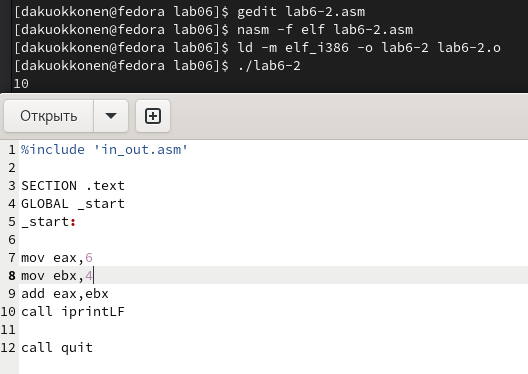 [dakuokkonen@fedora lab06]$ gedit lab6-2.asm
[dakuokkonen@fedora lab06]$ nasm -f elf lab6-2.asm
[dakuokkonen@fedora lab06]$ ld -m elf_i386 -o lab6-2 lab6-2.o
[dakuokkonen@fedora lab06]$ ./lab6-2
10
Открыть
1 %include 'in_out.asm'
2
3 SECTION .text
4 GLOBAL _start
5 _start:
6
7 mov eax,6
8 mov ebx,4
9 add eax,ebx
10 call iprintLF
11
12 call quit